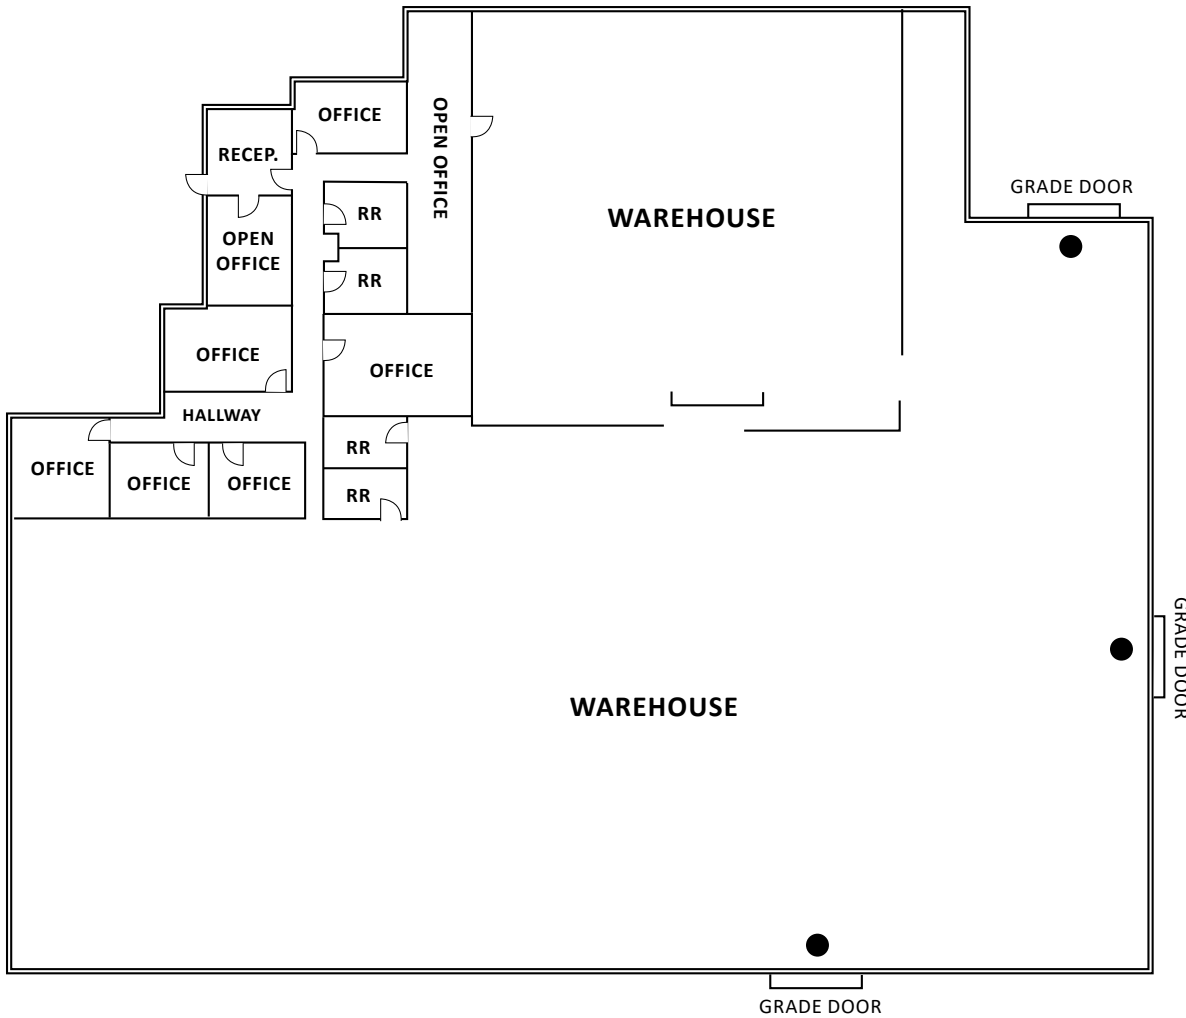 OFFICE
OPEN OFFICE
RECEP.
GRADE DOOR
RR
WAREHOUSE
OPEN
OFFICE
RR
OFFICE
OFFICE
HALLWAY
RR
OFFICE
OFFICE
OFFICE
RR
GRADE DOOR
WAREHOUSE
GRADE DOOR